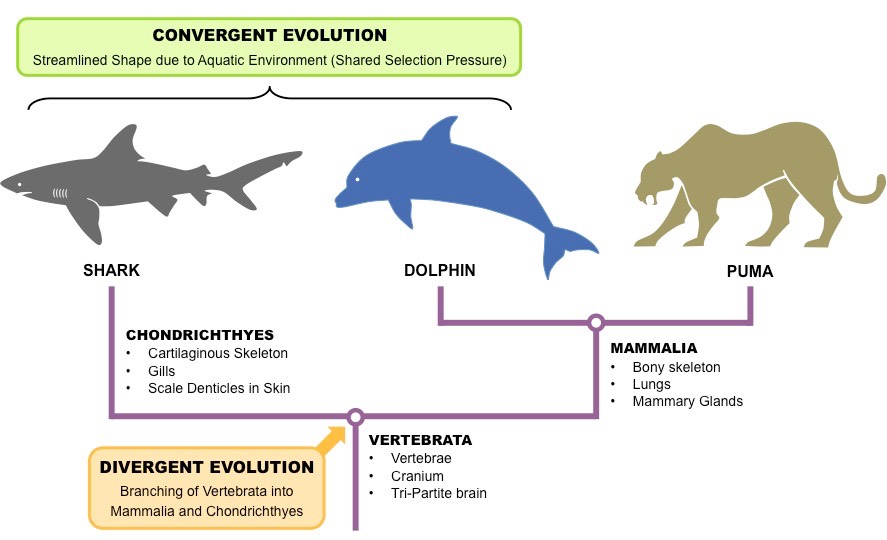 CONVERGENT EVOLUTION
Streamlined Shape due to Aquatic Environment (Shared Selection Pressure)
SHARK
DOLPHIN
PUMA
CHONDRICHTHYES
• Cartilaginous Skeleton
• Gills
• Scale Denticles in Skin
MAMMALIA
• Bony skeleton
• Lungs
• Mammary Glands
VERTEBRATA
• Vertebrae
• Cranium
• Tri-Partite brain
DIVERGENT EVOLUTION
Branching of Vertebrata into
Mammalia and Chondrichthyes